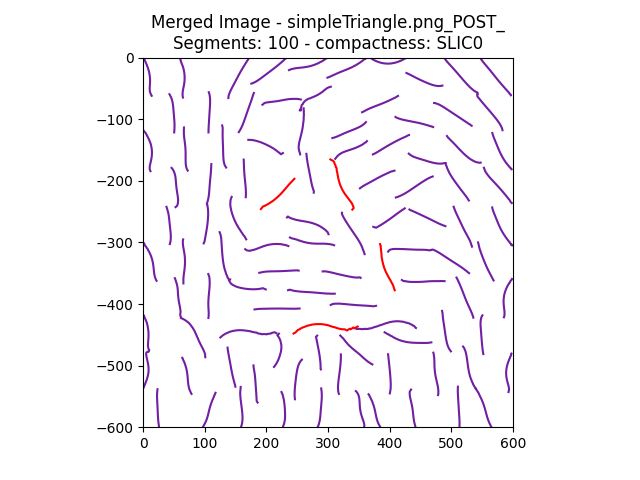 Merged Image - simpleTriangle.png_POST_
Segments: 100 - compactness: SLIC0
0
−100
−200
−300
−400
−500
−600
0 100 200 300 400 500 600